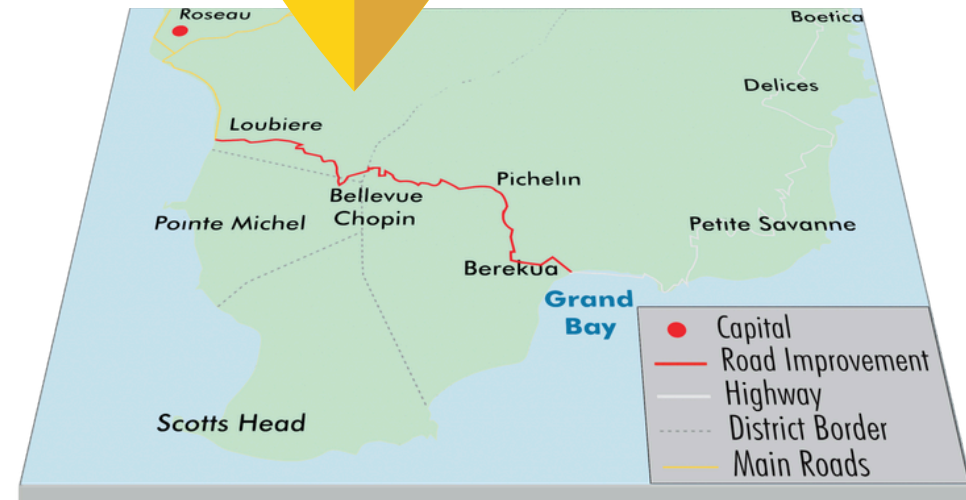 Roseau
Boetica
Delices
Loubiere
Pichelin
Bellevue
Chopin
Pointe Michel
Petite Savanne
Berekua
Grand
Bay
Capital
Road Improvement
Highway
District Border
Main Roads
Scotts Head